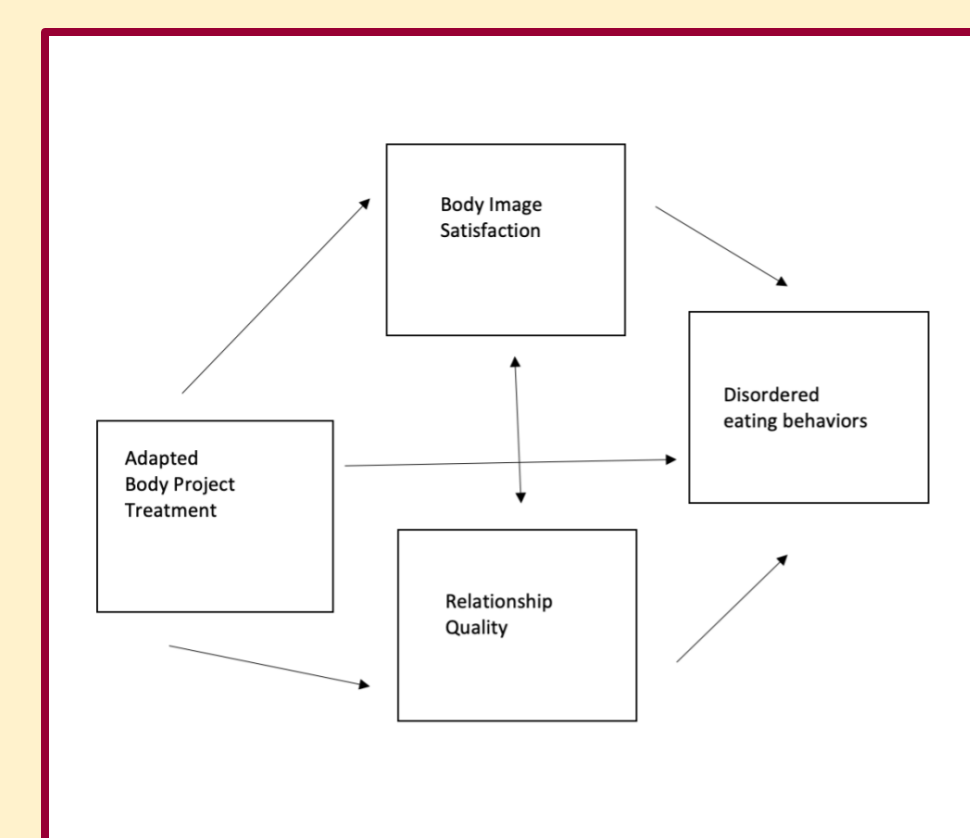 Body Image
Satisfaction
Disordered
eating behaviors
Adapted
Body Project
Treatment
Relationship
Quality